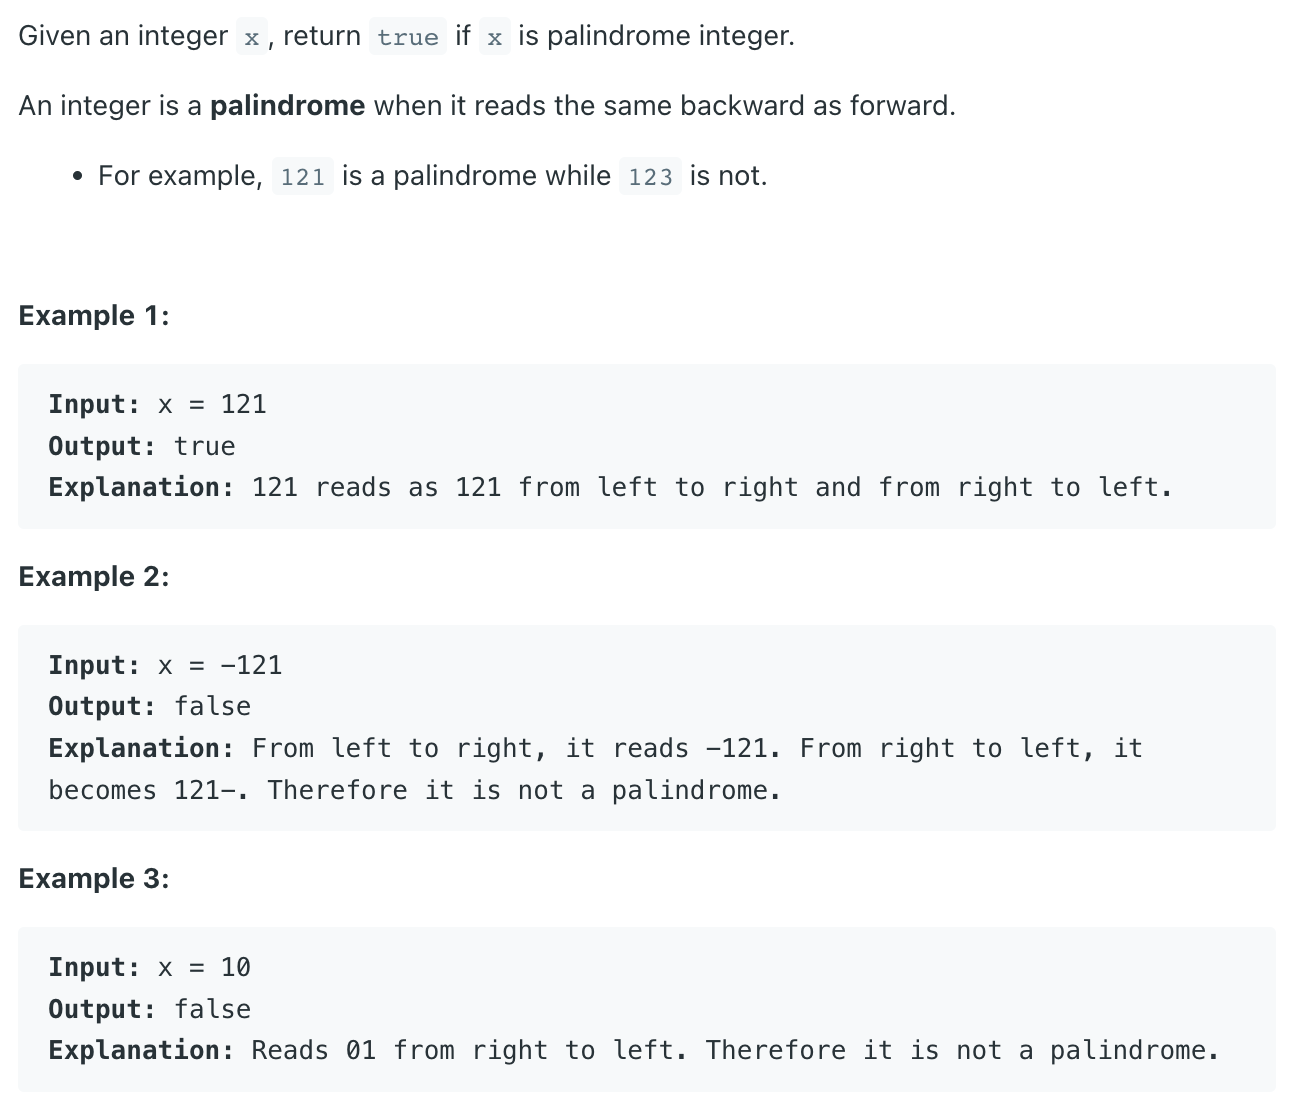 Given an integer x, return true if x is palindrome integer.
An integer is a palindrome when it reads the same backward as forward.
• For example, 121 is a palindrome while 123 is not.
Example 1:
Input: x = 121
Output: true
Explanation: 121 reads as 121 from left to right and from right to left.
Example 2:
Input: x = -121
Output: false
Explanation: From left to right, it reads -121. From right to left, it
becomes 121-. Therefore it is not a palindrome.
Example 3:
Input: x = 10
Output: false
Explanation: Reads 01 from right to left. Therefore it is not a palindrome.